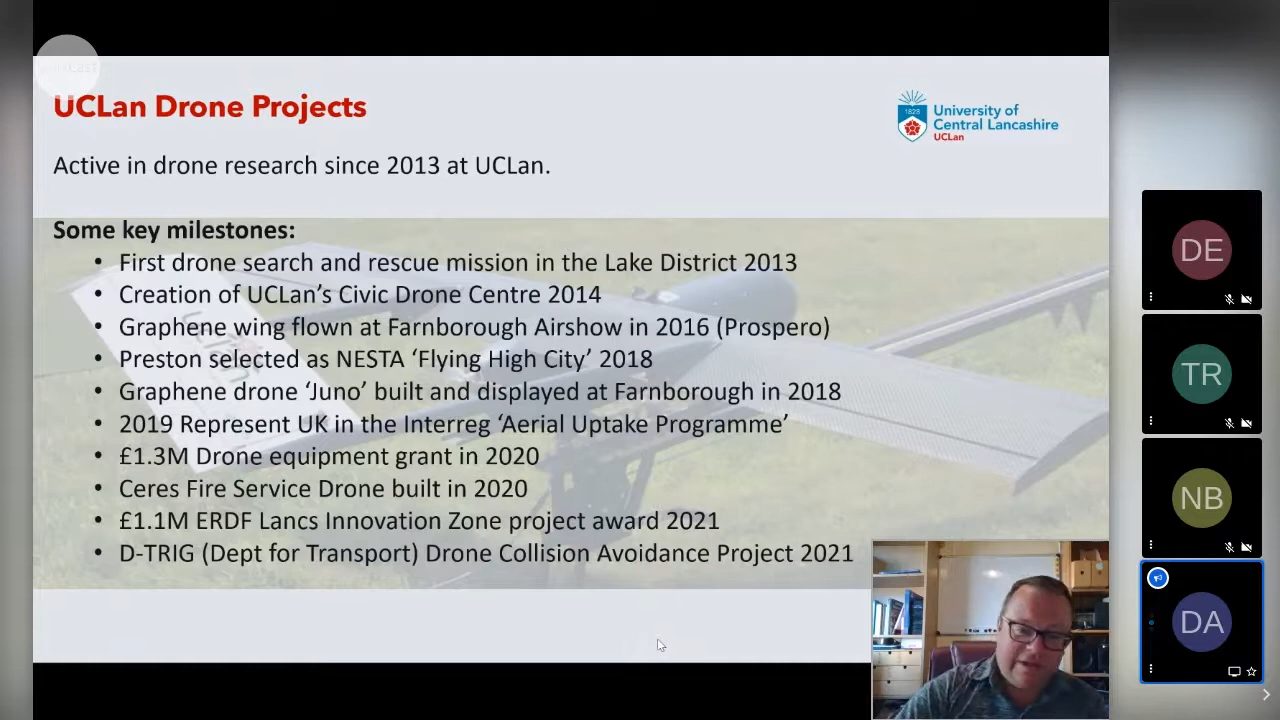 UCLan Drone Projects
1828
University of
Central Lancashire
UCLan
Active in drone research since 2013 at UCLan.
Some key milestones:
• First drone search and rescue mission in the Lake District 2013
• Creation of UCLan's Civic Drone Centre 2014
• Graphene wing flown at Farnborough Airshow in 2016 (Prospero)
• Preston selected as NESTA ‘Flying High City’ 2018
• Graphene drone ‘Juno’ built and displayed at Farnborough in 2018
• 2019 Represent UK in the Interreg ‘Aerial Uptake Programme’
• £1.3M Drone equipment grant in 2020
• Ceres Fire Service Drone built in 2020
• £1.1M ERDF Lancs Innovation Zone project award 2021
• D-TRIG (Dept for Transport) Drone Collision Avoidance Project 2021
DE
TR
NB
DA